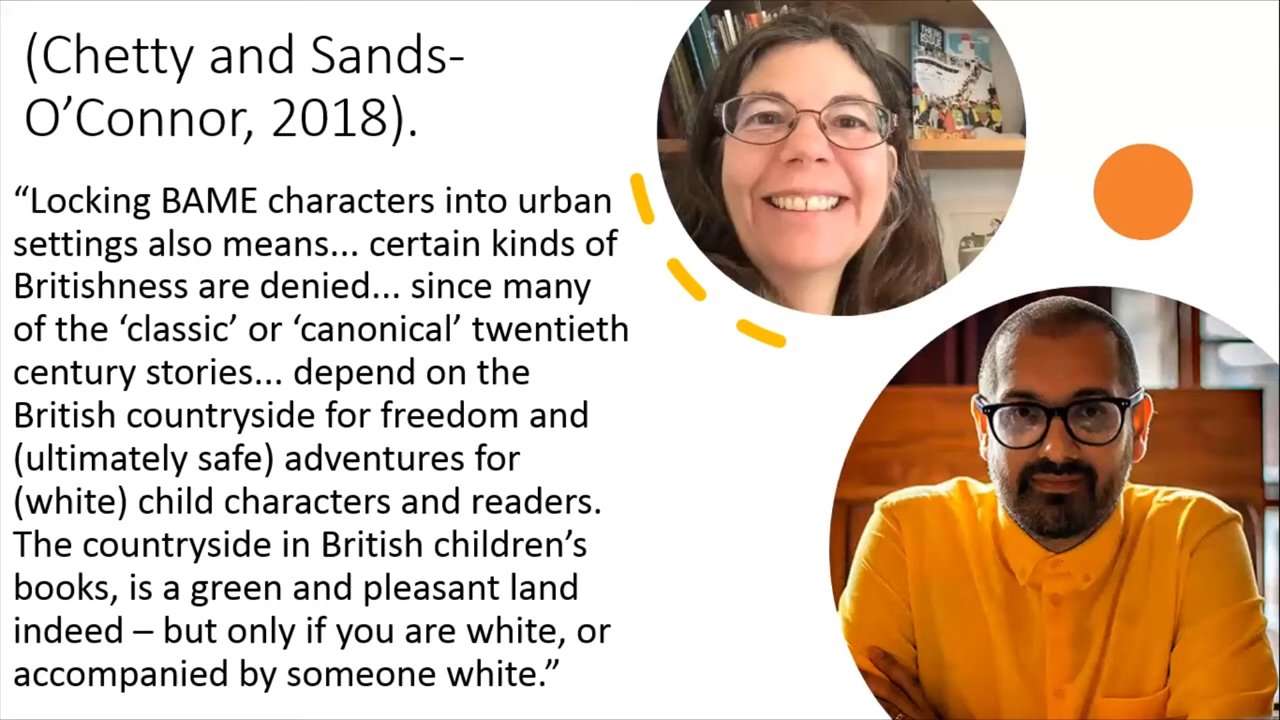 (Chetty and Sands-
O’Connor, 2018).
“Locking BAME characters into urban
settings also means... certain kinds of
Britishness are denied... since many
of the ‘classic’ or ‘canonical’ twentieth
century stories... depend on the
British countryside for freedom and
(ultimately safe) adventures for
(white) child characters and readers.
The countryside in British children’s
books, is a green and pleasant land
indeed – but only if you are white, or
accompanied by someone white.”